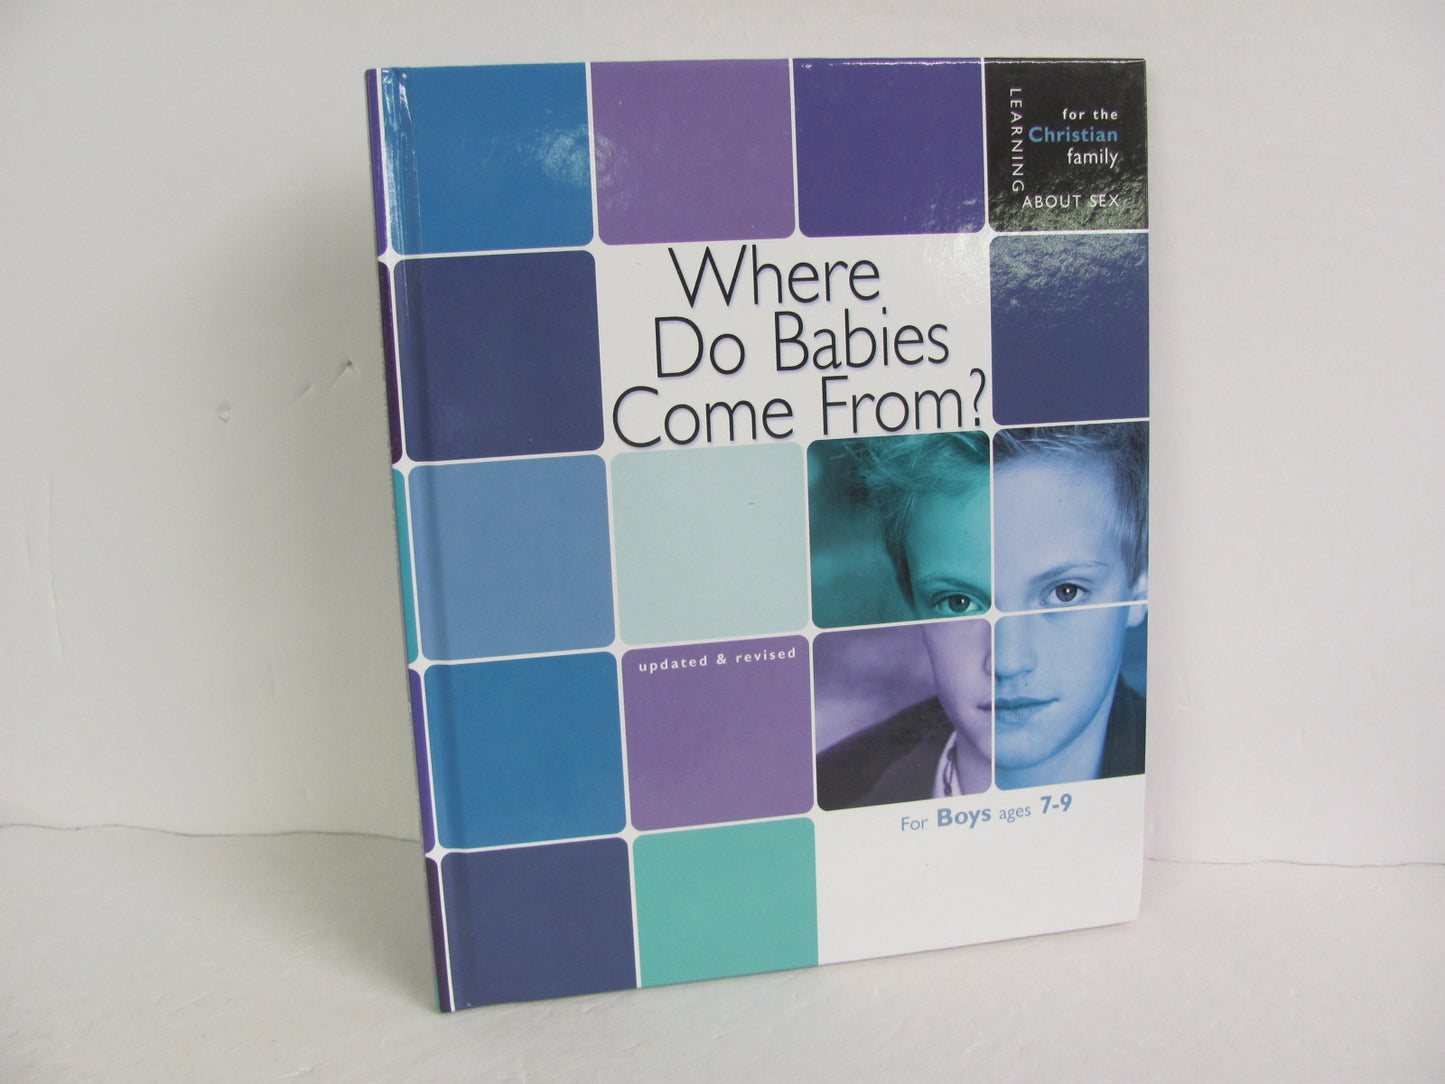 LEARNING
for the
Christian
family
ABOUT SEX
Where
Do Babies
Come From?
updated & revised
For Boys ages 7-9